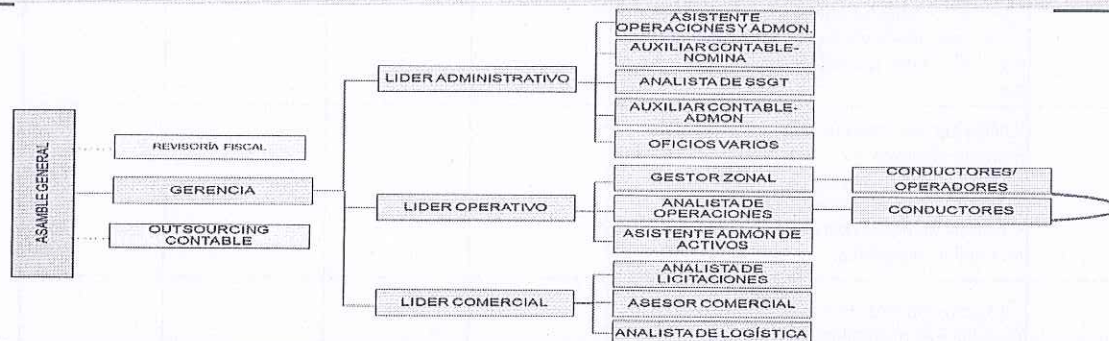 ASAMBLE GENERAL
REVISORÍA FISCAL
GERENCIA
OUTSOURCING
CONTABLE
LIDER ADMINISTRATIVO
LIDER OPERATIVO
LIDER COMERCIAL
ASISTENTE
OPERACIONES Y ADMON.
AUXILIAR CONTABLE-
NOMINA
ANALISTA DE SSGT
AUXILIAR CONTABLE-
ADMON
OFICIOS VARIOS
GESTOR ZONAL
ANALISTA DE
OPERACIONES
ASISTENTE ADMÓN DE
ACTIVOS
ANALISTA DE
LICITACIONES
ASESOR COMERCIAL
ANALISTA DE LOGÍSTICA
CONDUCTORES/
OPERADORES
CONDUCTORES